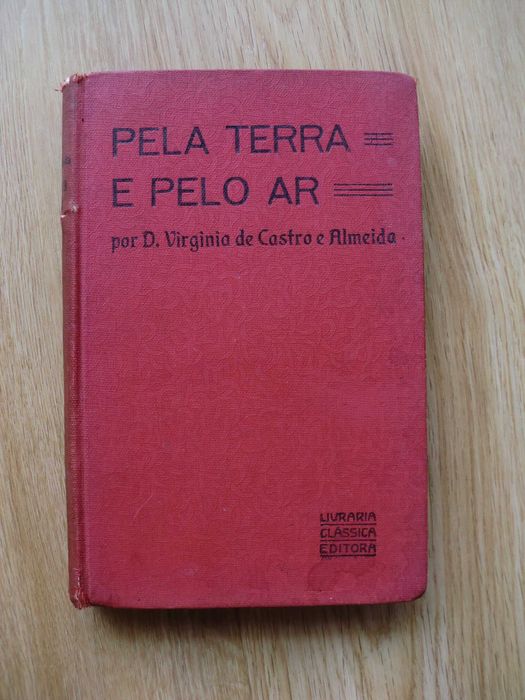 PELA TERRA
E PELO AR
por D. Virginia de Castro e Almeida
LIVRARIA
CLÁSSICA
EDITORA